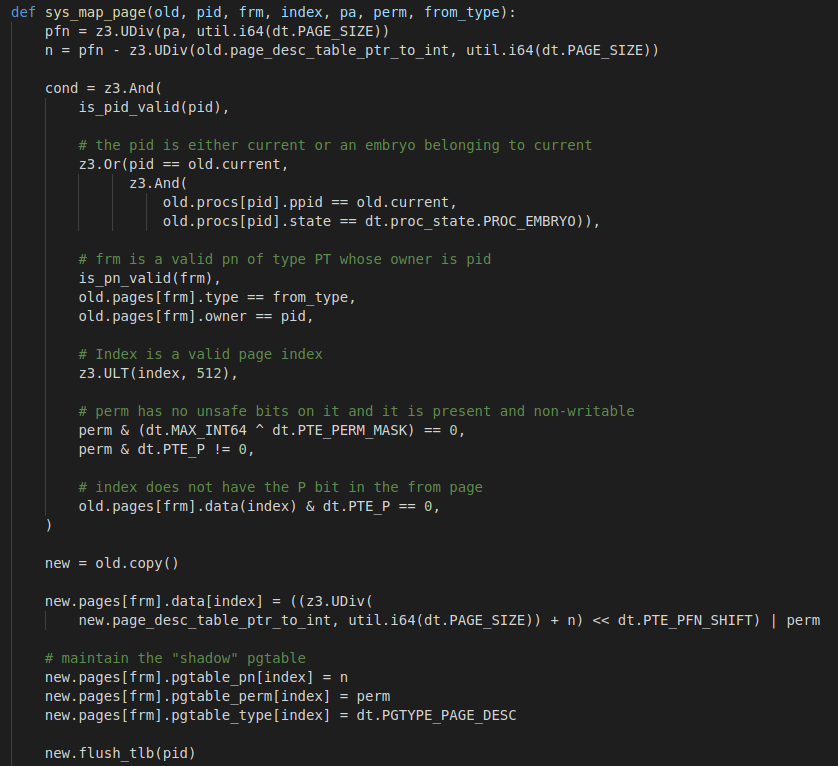 def sys_map_page(old, pid, frm, index, pa, perm, from_type):
    pfn = z3.UDiv(pa, util.i64(dt.PAGE_SIZE))
    n = pfn - z3.UDiv(old.page_desc_table_ptr_to_int, util.i64(dt.PAGE_SIZE))

    cond = z3.And(
        is_pid_valid(pid),

        # the pid is either current or an embryo belonging to current
        z3.Or(pid == old.current,
              z3.And(
                  old.procs[pid].ppid == old.current,
                  old.procs[pid].state == dt.proc_state.PROC_EMBRYO)),

        # frm is a valid pn of type PT whose owner is pid
        is_pn_valid(frm),
        old.pages[frm].type == from_type,
        old.pages[frm].owner == pid,

        # Index is a valid page index
        z3.ULT(index, 512),

        # perm has no unsafe bits on it and it is present and non-writable
        perm & (dt.MAX_INT64 ^ dt.PTE_PERM_MASK) == 0,
        perm & dt.PTE_P != 0,

        # index does not have the P bit in the from page
        old.pages[frm].data(index) & dt.PTE_P == 0,
    )

    new = old.copy()

    new.pages[frm].data[index] = ((z3.UDiv(
        new.page_desc_table_ptr_to_int, util.i64(dt.PAGE_SIZE)) + n) << dt.PTE_PFN_SHIFT) | perm

    # maintain the "shadow" pgtable
    new.pages[frm].pgtable_pn[index] = n
    new.pages[frm].pgtable_perm[index] = perm
    new.pages[frm].pgtable_type[index] = dt.PGTYPE_PAGE_DESC

    new.flush_tlb(pid)